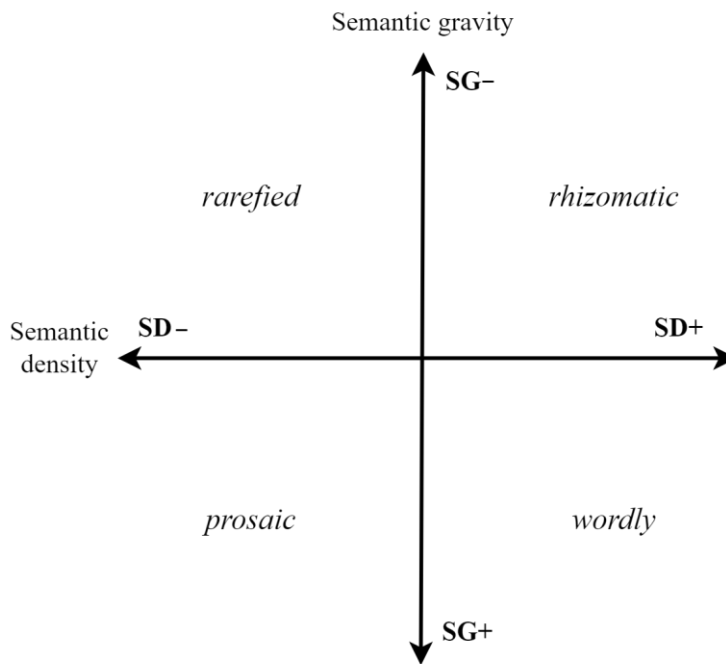 Semantic gravity
SG–
rarefied
rhizomatic
Semantic
density
SD–
SD+
prosaic
wordly
SG+